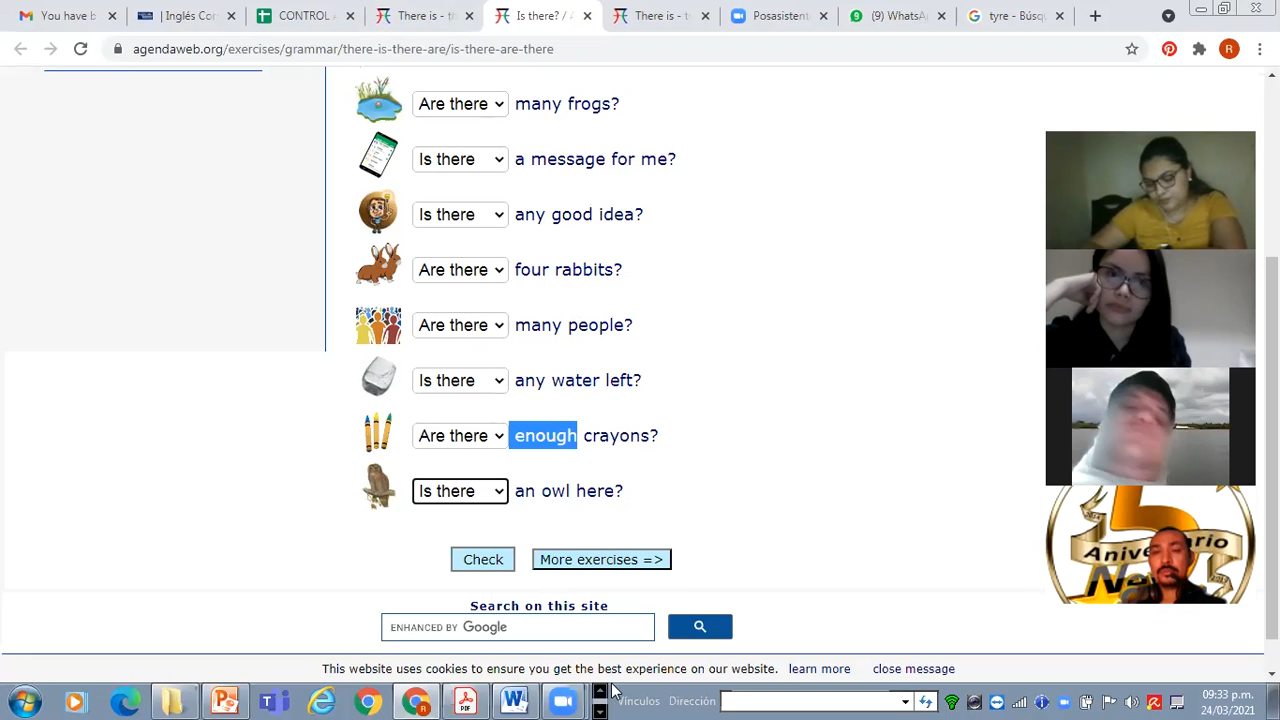 You have b
Inglés Co
CONTROL
There is - t
Is there? /
There is - t
Posasistent
(9) WhatsA
tyre - Búsq
agendaweb.org/exercises/grammar/there-is-there-are/is-there-are-there
R
Are there many frogs?
Is there a message for me?
Is there any good idea?
Are there four rabbits?
Are there many people?
Is there any water left?
Are there enough crayons?
Is there an owl here?
Check More exercises =>
5
Aniversario
Search on this site
ENHANCED BY Google
This website uses cookies to ensure you get the best experience on our website. learn more close message
Vínculos Dirección
09:33 p.m.
24/03/2021